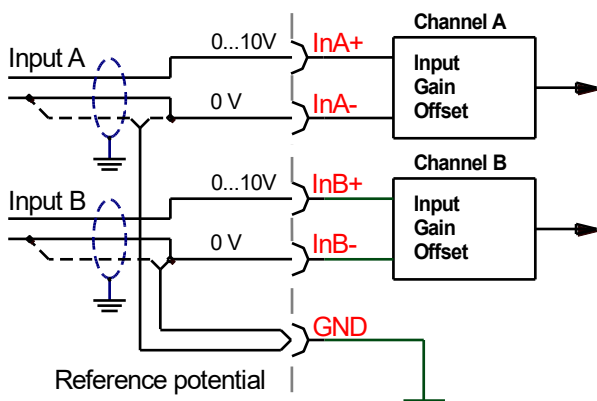 Channel A
0...10V
InA+
Input A
Input
Gain
Offset
0 V
InA-
Channel B
0...10V
InB+
Input B
Input
Gain
Offset
0 V
InB-
GND
Reference potential